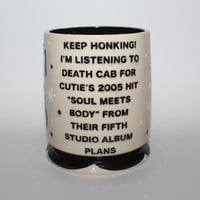 KEEP HONKING!
I'M LISTENING TO
DEATH CAB FOR
CUTIE'S 2005 HIT
"SOUL MEETS
BODY" FROM
THEIR FIFTH
STUDIO ALBUM
PLANS